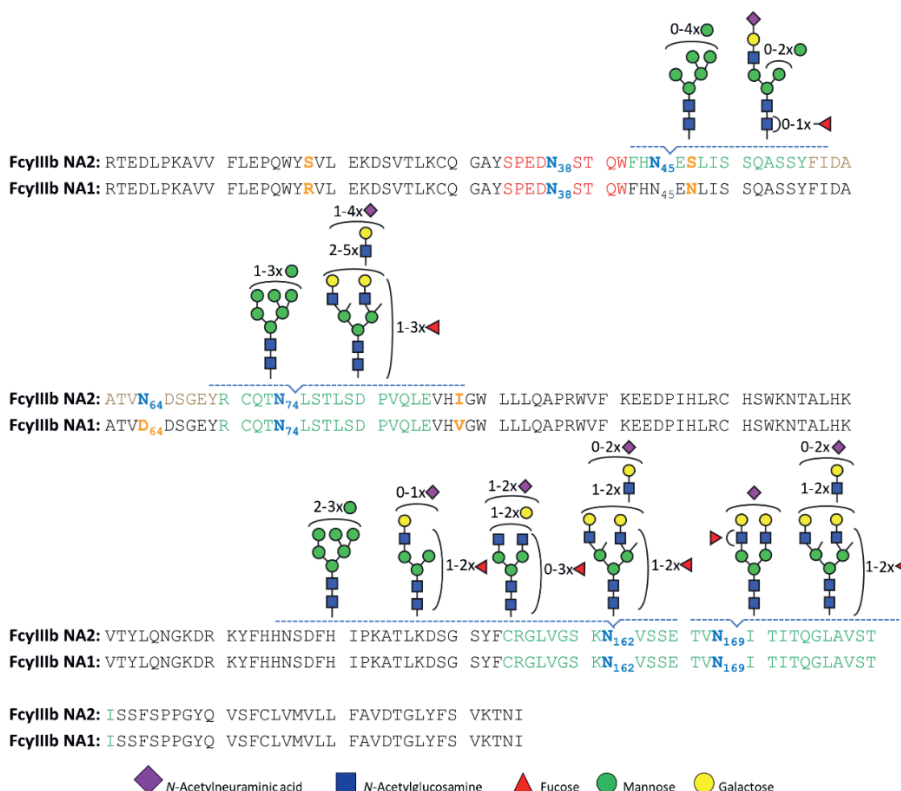 0-4x
0-2x
0-1x
FcγIIIb NA2: RTEDLPKAVV FLEPQWYSVL EKDSVTLKCQ GAYSPEDN38ST QWFHN45ESLIS SQASSYFIDA
FcγIIIb NA1: RTEDLPKAVV FLEPQWYRVL EKDSVTLKCQ GAYSPEDN38ST QWFHN45ENLIS SQASSYFIDA
1-4x
2-5x
1-3x
1-3x
FcγIIIb NA2: ATVN64DSGEYR CQTN74LSTLSD PVQLEVHIGW LLLQAPRWVF KEEDPIHLRC HSWKNTALHK
FcγIIIb NA1: ATVD64DSGEYR CQTN74LSTLSD PVQLEVHVGW LLLQAPRWVF KEEDPIHLRC HSWKNTALHK
0-2x
0-2x
2-3x
0-1x
1-2x
1-2x
1-2x
1-2x
1-2x
0-3x
1-2x
1-2x
FcγIIIb NA2: VTYLQNGKDR KYFHHNSDFH IPKATLKDSG SYFCRGLVGS KN162VSSE TVN169I TITQGLAVST
FcγIIIb NA1: VTYLQNGKDR KYFHHNSDFH IPKATLKDSG SYFCRGLVGS KN162VSSE TVN169I TITQGLAVST
FcγIIIb NA2: ISSFSPPGYQ VSFCLVMVLL FAVDTGLYFS VKTNI
FcγIIIb NA1: ISSFSPPGYQ VSFCLVMVLL FAVDTGLYFS VKTNI
N-Acetylneuraminic acid N-Acetylglucosamine Fucose Mannose Galactose